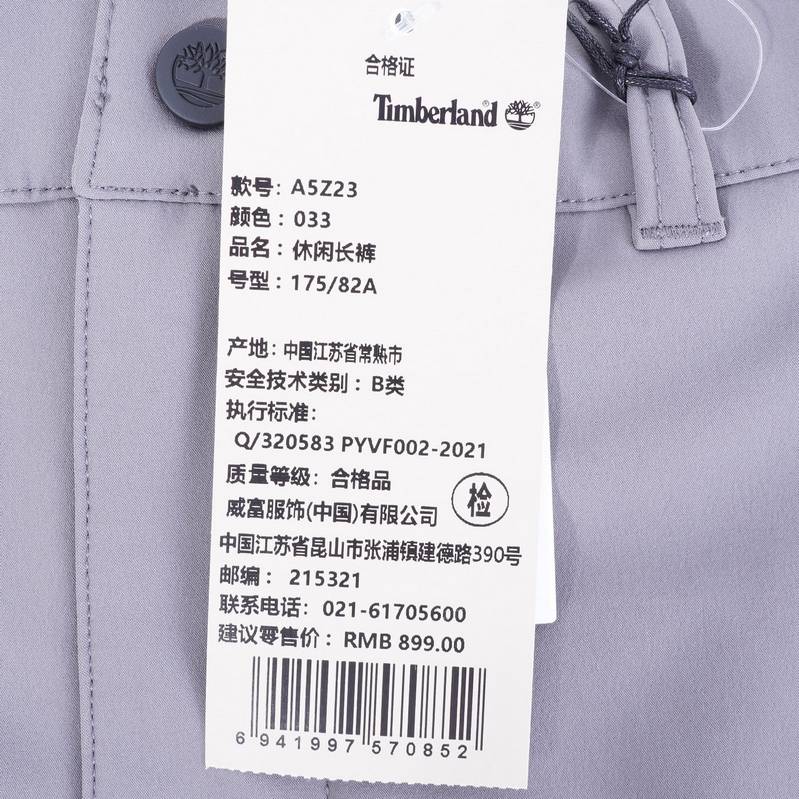 合格证
Timberland
款号: A5Z23
颜色: 033
品名: 休闲长裤
号型: 175/82A
产地: 中国江苏省常熟市
安全技术类别: B类
执行标准:
Q/320583 PYVF002-2021
质量等级: 合格品
检
威富服饰(中国)有限公司
中国江苏省昆山市张浦镇建德路390号
邮编: 215321
联系电话: 021-61705600
建议零售价: RMB 899.00
6 941997 570852